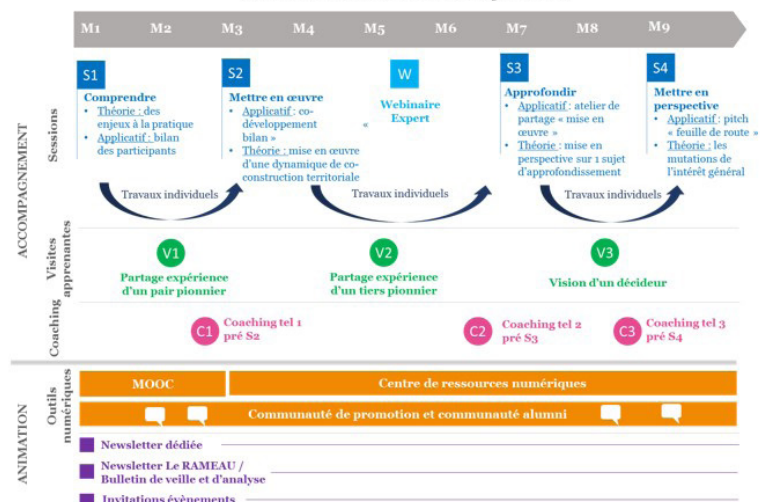 M1 M2 M3 M4 M5 M6 M7 M8 M9
ACCOMPAGNEMENT
Sessions
S1
Comprendre
• Théorie : des
enjeux à la pratique
• Applicatif : bilan
des participants
S2
Mettre en œuvre
• Applicatif : co-
développement «
bilan »
• Théorie : mise en œuvre
d'une dynamique de co-
construction territoriale
W
Webinaire
Expert
S3
Approfondir
• Applicatif : atelier de
partage « mise en
œuvre »
• Théorie : mise en
perspective sur 1 sujet
d'approfondissement
S4
Mettre en
perspective
• Applicatif : pitch
« feuille de route »
• Théorie : les
mutations de
l'intérêt général
Travaux individuels
Travaux individuels
Travaux individuels
Visites
apprenantes
V1
Partage expérience
d'un pair pionnier
V2
Partage expérience
d'un tiers pionnier
V3
Vision d'un décideur
Coaching
C1
Coaching tel 1
pré S2
C2
Coaching tel 2
pré S3
C3
Coaching tel 3
pré S4
ANIMATION
Outils
numériques
MOOC
Centre de ressources numériques
Communauté de promotion et communauté alumni
Newsletter dédiée
Newsletter Le RAMEAU /
Bulletin de veille et d'analyse
Invitations évènements